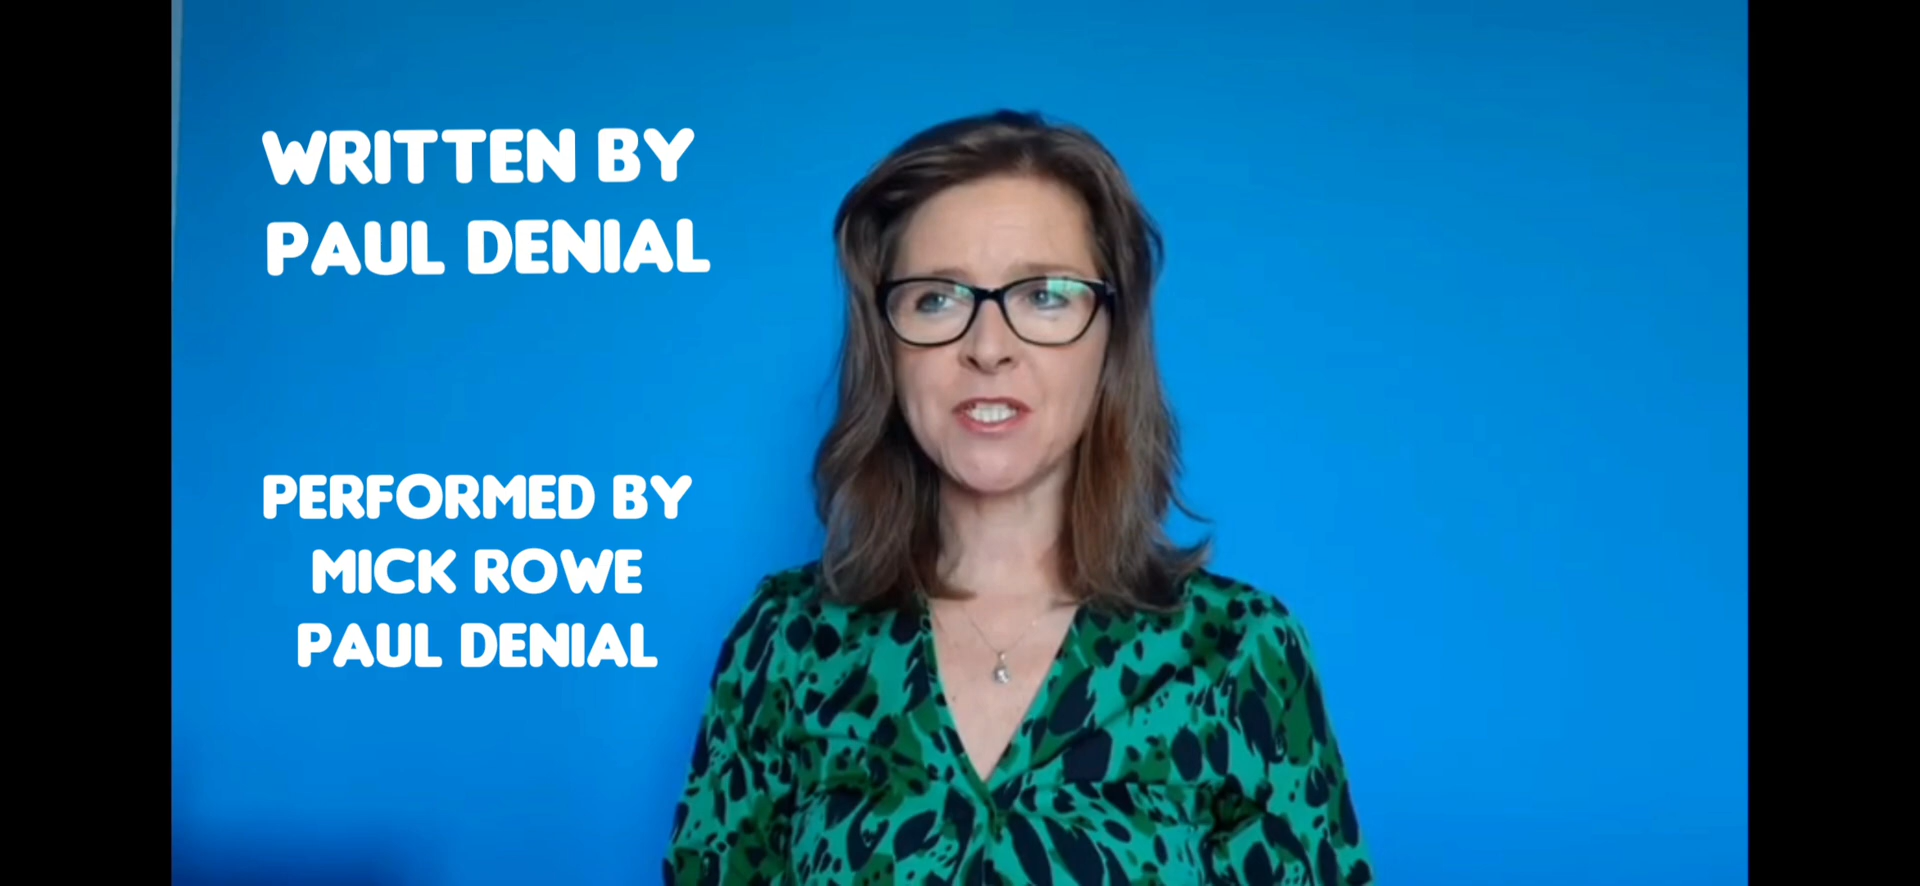 WRITTEN BY
PAUL DENIAL
PERFORMED BY
MICK ROWE
PAUL DENIAL